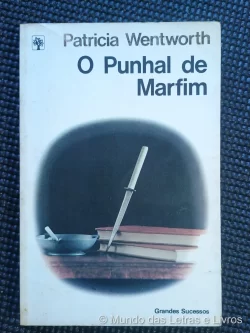 Patricia Wentworth
O Punhal de
Marfim
Grandes Sucessos
© Mundo das Letras e Livros